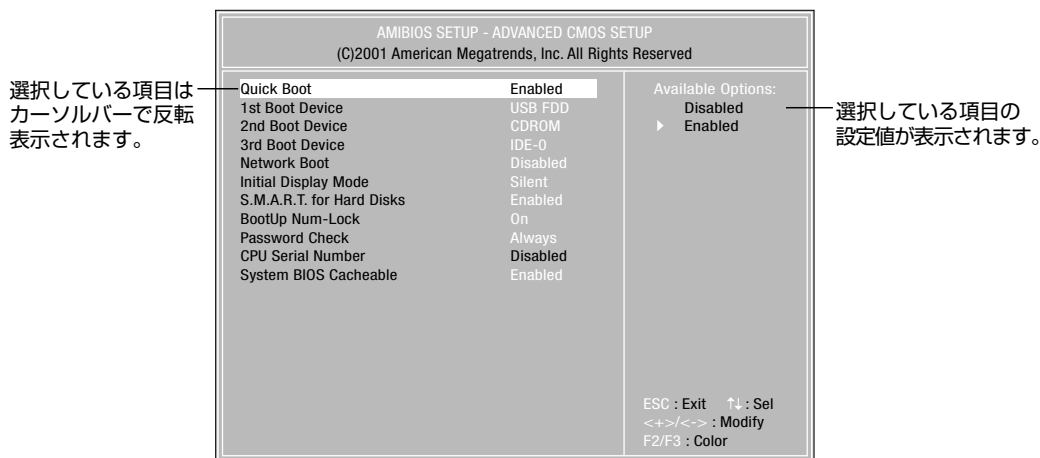 AMIBIOS SETUP - ADVANCED CMOS SETUP
(C)2001 American Megatrends, Inc. All Rights Reserved
選択している項目は
カーソルバーで反転
表示されます。
Quick Boot Enabled
1st Boot Device USB FDD
2nd Boot Device CDROM
3rd Boot Device IDE-0
Network Boot Disabled
Initial Display Mode Silent
S.M.A.R.T. for Hard Disks Enabled
BootUp Num-Lock On
Password Check Always
CPU Serial Number Disabled
System BIOS Cacheable Enabled
Available Options:
Disabled
Enabled
選択している項目の
設定値が表示されます。
ESC : Exit ↑↓ : Sel
<+>/<-> : Modify
F2/F3 : Color